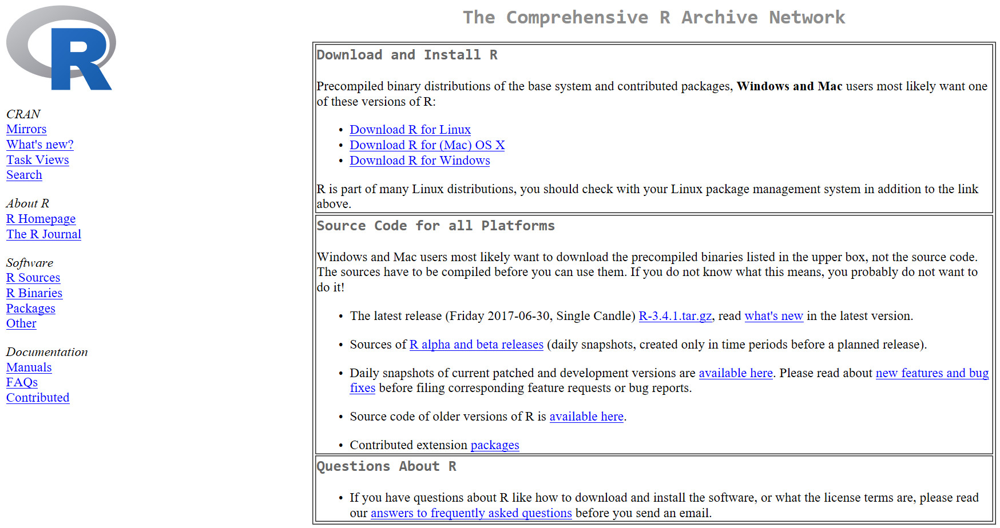 R
CRAN
Mirrors
What's new?
Task Views
Search
About R
R Homepage
The R Journal
Software
R Sources
R Binaries
Packages
Other
Documentation
Manuals
FAQs
Contributed
The Comprehensive R Archive Network
Download and Install R
Precompiled binary distributions of the base system and contributed packages, Windows and Mac users most likely want one
of these versions of R:
• Download R for Linux
• Download R for (Mac) OS X
• Download R for Windows
R is part of many Linux distributions, you should check with your Linux package management system in addition to the link
above.
Source Code for all Platforms
Windows and Mac users most likely want to download the precompiled binaries listed in the upper box, not the source code.
The sources have to be compiled before you can use them. If you do not know what this means, you probably do not want to
do it!
• The latest release (Friday 2017-06-30, Single Candle) R-3.4.1.tar.gz, read what's new in the latest version.
• Sources of R alpha and beta releases (daily snapshots, created only in time periods before a planned release).
• Daily snapshots of current patched and development versions are available here. Please read about new features and bug
fixes before filing corresponding feature requests or bug reports.
• Source code of older versions of R is available here.
• Contributed extension packages
Questions About R
• If you have questions about R like how to download and install the software, or what the license terms are, please read
our answers to frequently asked questions before you send an email.